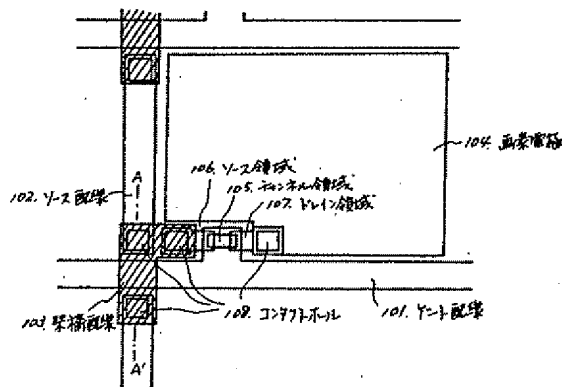 104. 画素電極
106. ソース領域
105. チャンネル領域
107. ドレイン領域
102. ソース配線
A
103. 架橋配線
108. コンタクトホール
101. ゲート配線
A'